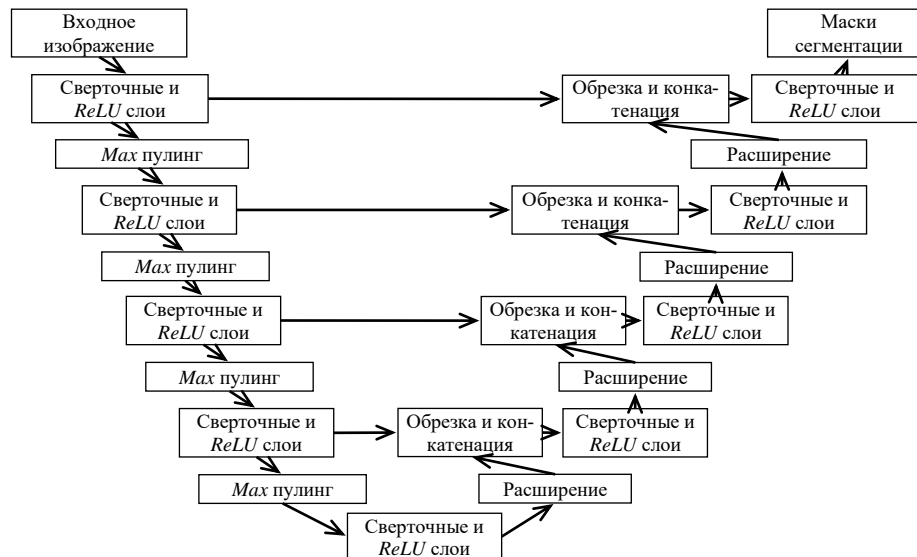 Входное
изображение
Маски
сегментации
Сверточные и
ReLU слои
Обрезка и конка-
тенация
Сверточные и
ReLU слои
Max пулинг
Расширение
Сверточные и
ReLU слои
Обрезка и конка-
тенация
Сверточные и
ReLU слои
Max пулинг
Расширение
Сверточные и
ReLU слои
Обрезка и кон-
катенация
Сверточные и
ReLU слои
Max пулинг
Расширение
Сверточные и
ReLU слои
Обрезка и кон-
катенация
Сверточные и
ReLU слои
Max пулинг
Расширение
Сверточные и
ReLU слои